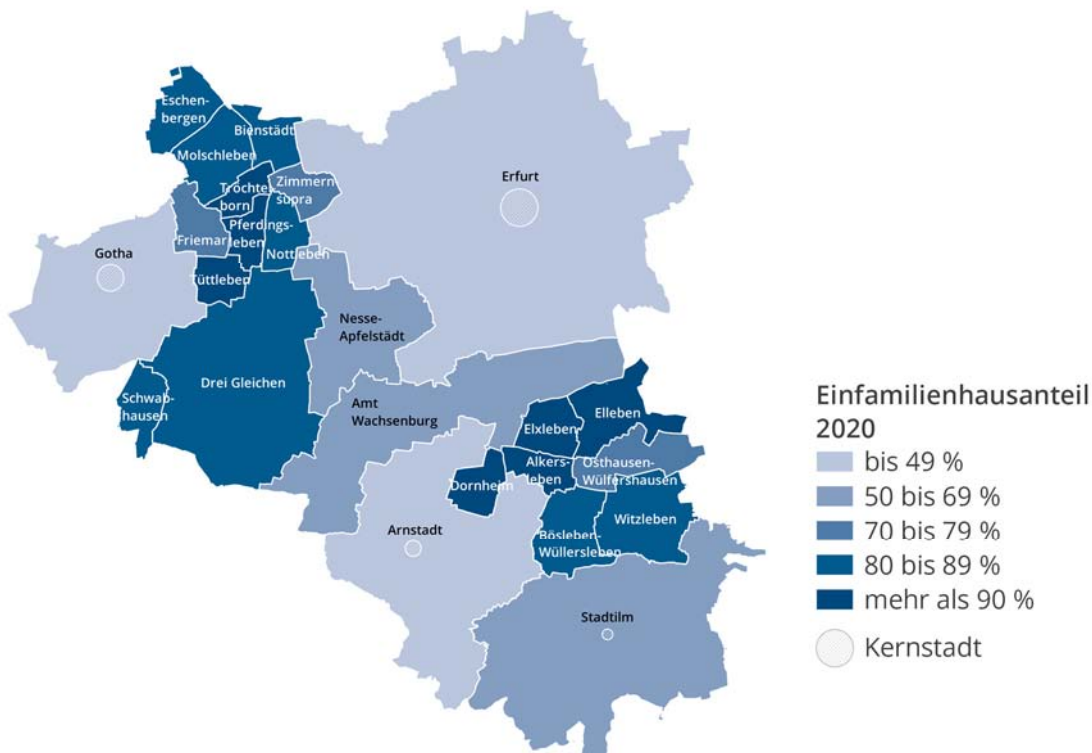 Eschen-
bergen
Bienstädt
Molschleben
Tröchtel-
born
Zimmern-
supra
Erfurt
Pferdings-
leben
Friemar
Nottleben
Gotha
Tüttleben
Nesse-
Apfelstädt
Drei Gleichen
Schwab-
hausen
Amt
Wachsenburg
Elleben
Elxleben
Alkers-
leben
Osthausen-
Wülfershausen
Dornheim
Witzleben
Arnstadt
Bösleben-
Wüllersleben
Stadtilm
Einfamilienhausanteil
2020
bis 49 %
50 bis 69 %
70 bis 79 %
80 bis 89 %
mehr als 90 %
Kernstadt